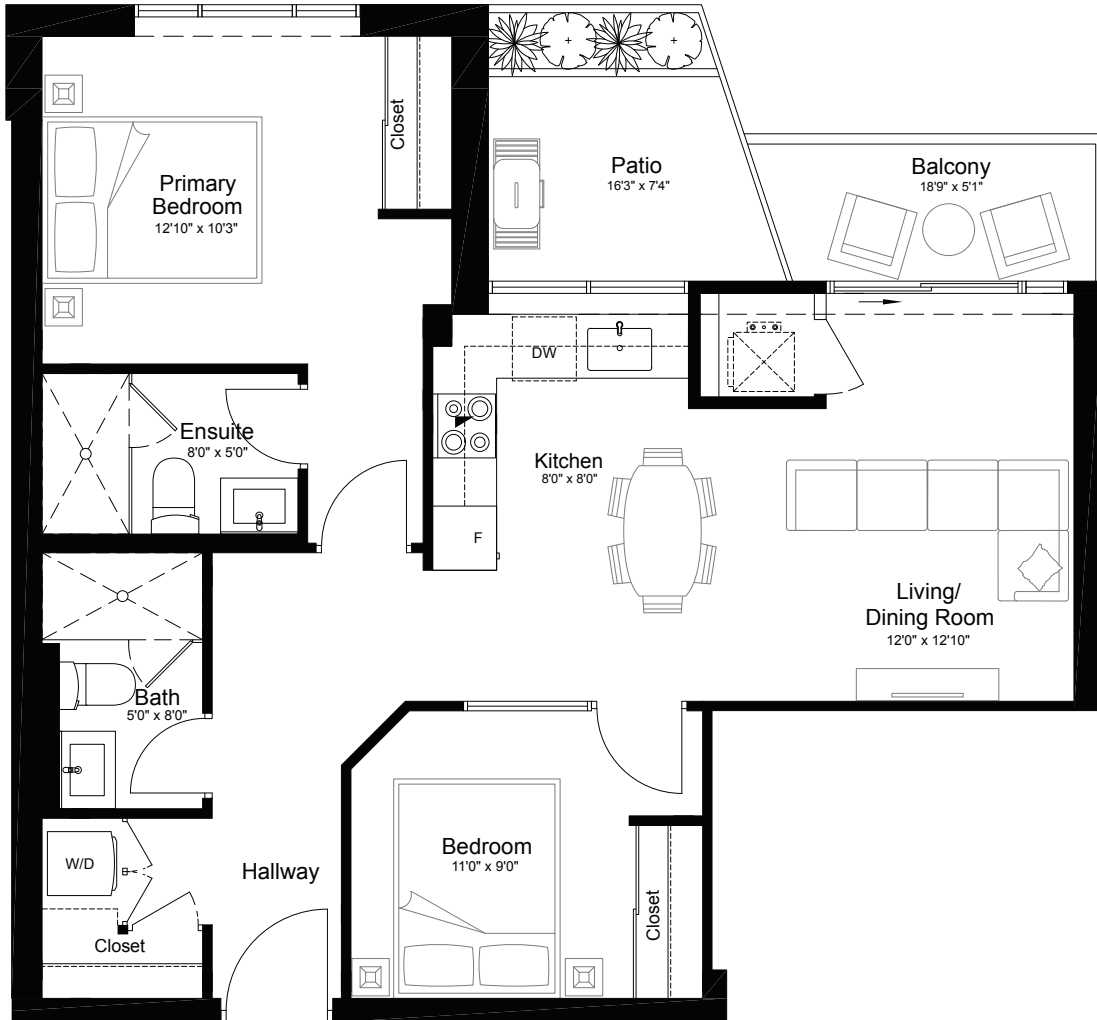 Closet
Primary
Bedroom
12'10" x 10'3"
Patio
16'3" x 7'4"
Balcony
18'9" x 5'1"
DW
Ensuite
8'0" x 5'0"
Kitchen
8'0" x 8'0"
F
Living/
Dining Room
12'0" x 12'10"
Bath
5'0" x 8'0"
W/D
Hallway
Bedroom
11'0" x 9'0"
Closet
Closet